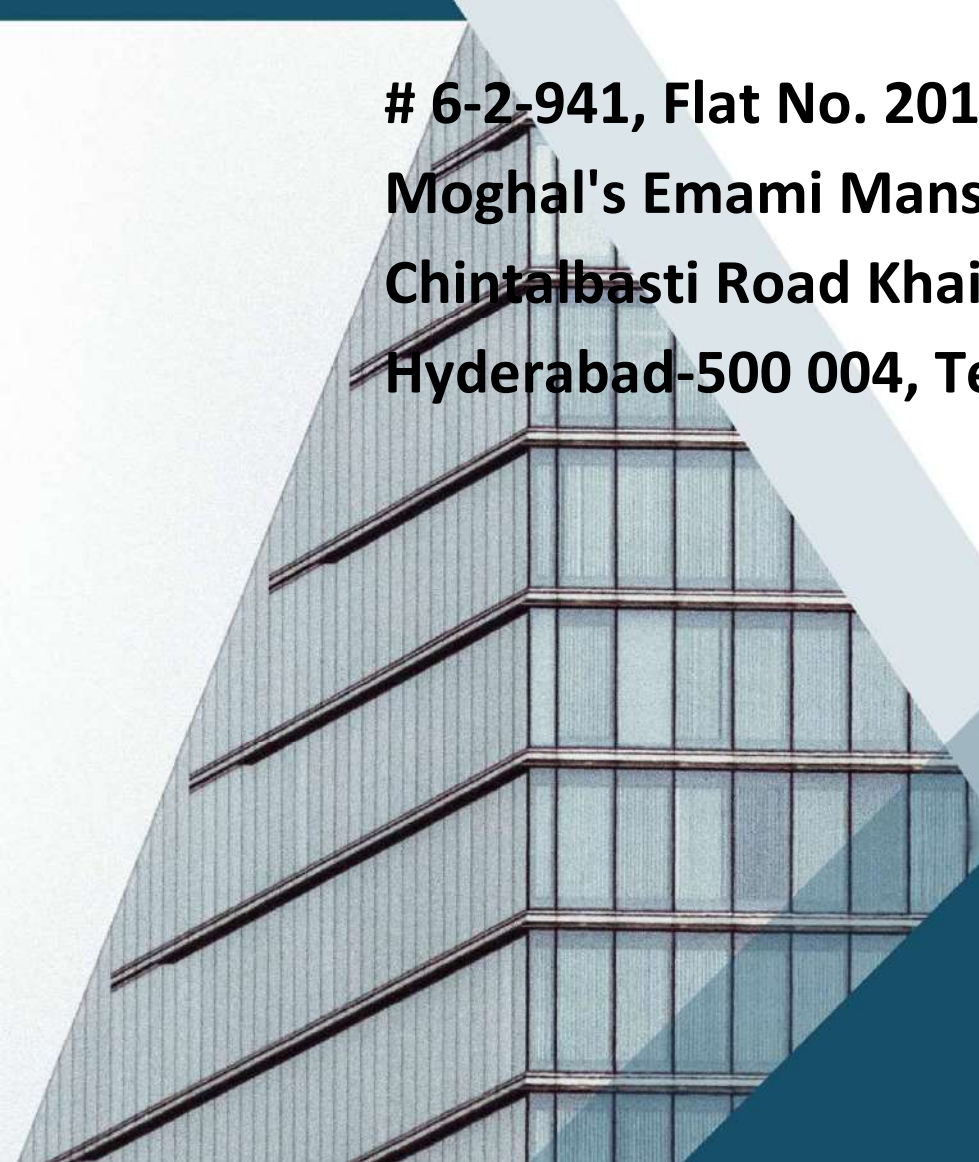 # 6-2-941, Flat No. 201
Moghal's Emami Mans
Chintalbasti Road Khai
Hyderabad-500 004, Te